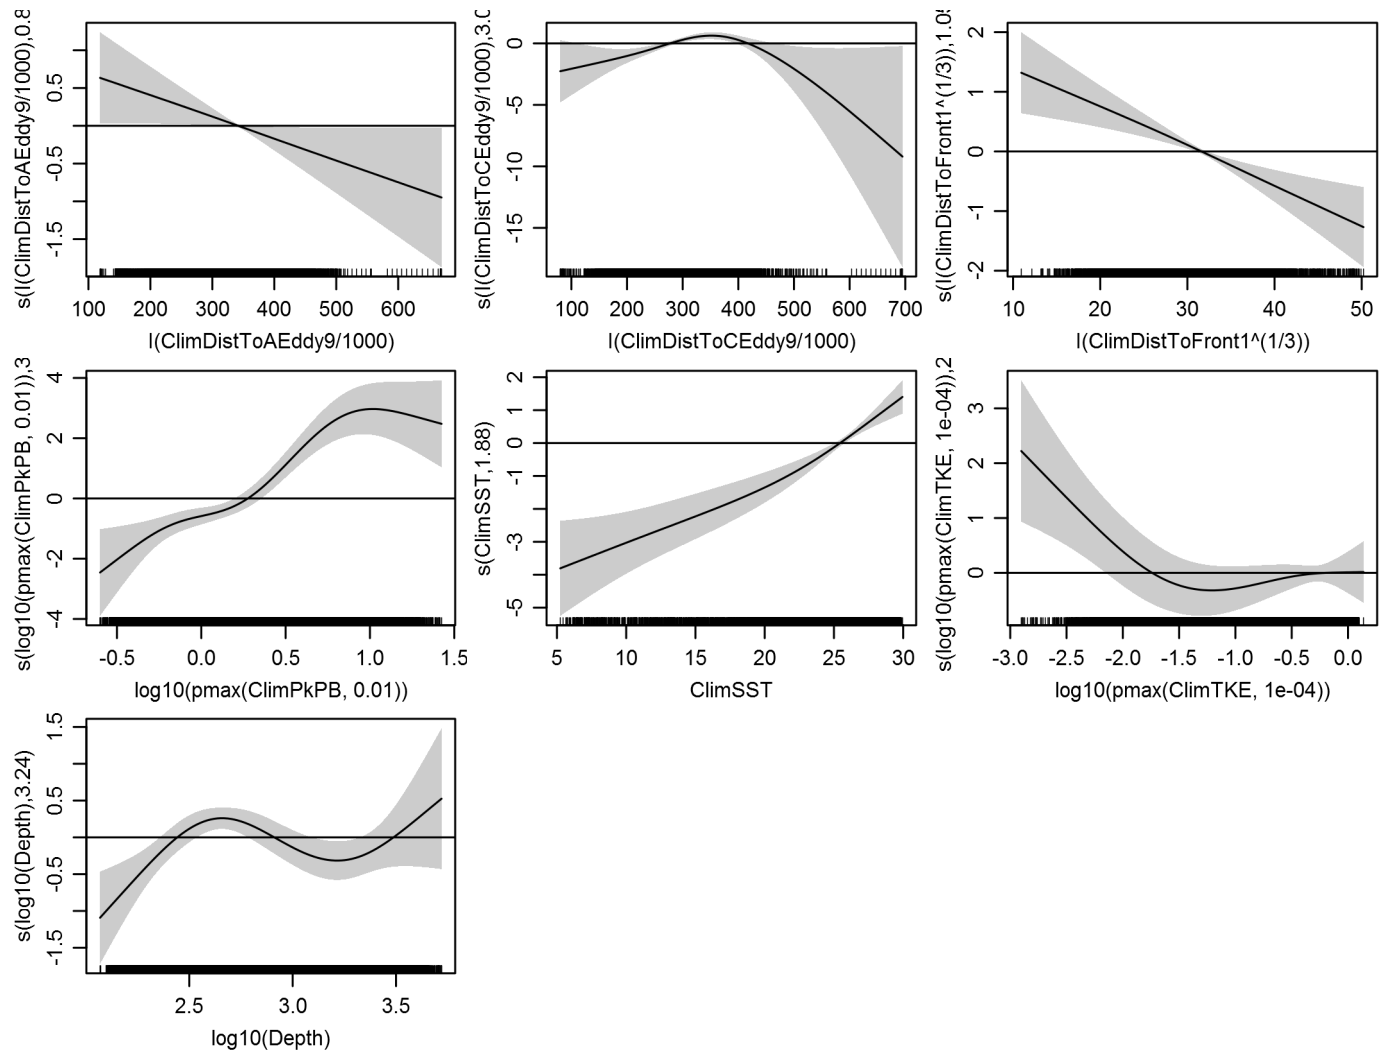 s(I(ClimDistToAEddy9/1000),0.8
0.5
-0.5
-1.5
100 200 300 400 500 600
I(ClimDistToAEddy9/1000)
s(I(ClimDistToCEddy9/1000),3.0
0
-5
-10
-15
100 200 300 400 500 600 700
I(ClimDistToCEddy9/1000)
s(I(ClimDistToFront1^(1/3)),1.05
2
1
0
-1
-2
10 20 30 40 50
I(ClimDistToFront1^(1/3))
s(log10(pmax(ClimPkPB, 0.01)),3
4
2
0
-2
-4
-0.5 0.0 0.5 1.0 1.5
log10(pmax(ClimPkPB, 0.01))
s(ClimSST,1.88)
2
1
0
-1
-3
-5
5 10 15 20 25 30
ClimSST
s(log10(pmax(ClimTKE, 1e-04)),2
3
2
1
0
-3.0 -2.5 -2.0 -1.5 -1.0 -0.5 0.0
log10(pmax(ClimTKE, 1e-04))
s(log10(Depth),3.24)
1.5
0.5
-0.5
-1.5
2.5 3.0 3.5
log10(Depth)